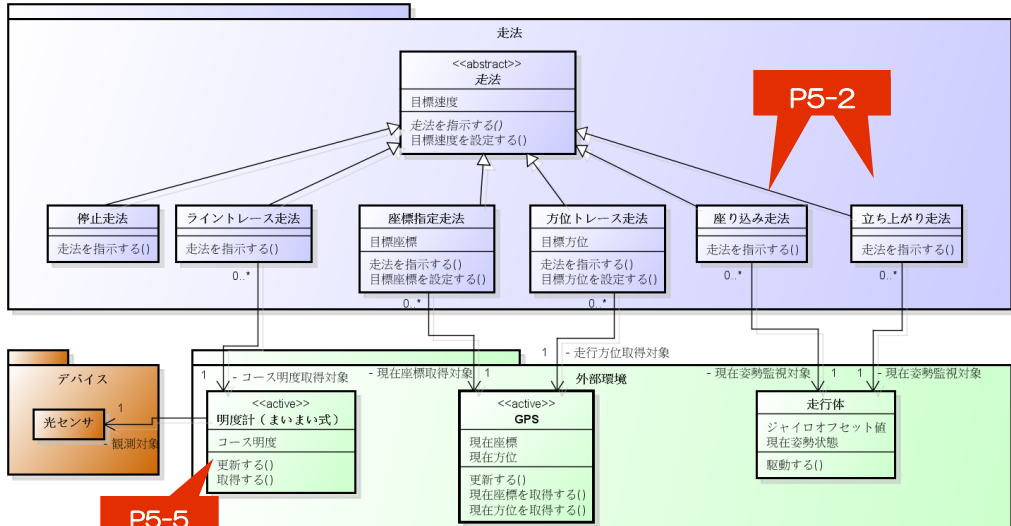 走法
<<abstract>>
走法
目標速度
走法を指示する()
目標速度を設定する()
P5-2
停止走法
走法を指示する()
ライントレース走法
走法を指示する()
座標指定走法
目標座標
走法を指示する()
目標座標を設定する()
方位トレース走法
目標方位
走法を指示する()
目標方位を設定する()
座り込み走法
走法を指示する()
立ち上がり走法
走法を指示する()
0..*
0..*
0..*
0..*
0..*
1 - コース明度取得対象
- 現在座標取得対象 1
1 - 走行方位取得対象
- 現在姿勢監視対象 1
1 - 現在姿勢監視対象
デバイス
光センサ
1
- 観測対象
外部環境
<<active>>
明度計（まいまい式）
コース明度
更新する()
取得する()
<<active>>
GPS
現在座標
現在方位
更新する()
現在座標を取得する()
現在方位を取得する()
走行体
ジャイロオフセット値
現在姿勢状態
駆動する()
P5-5